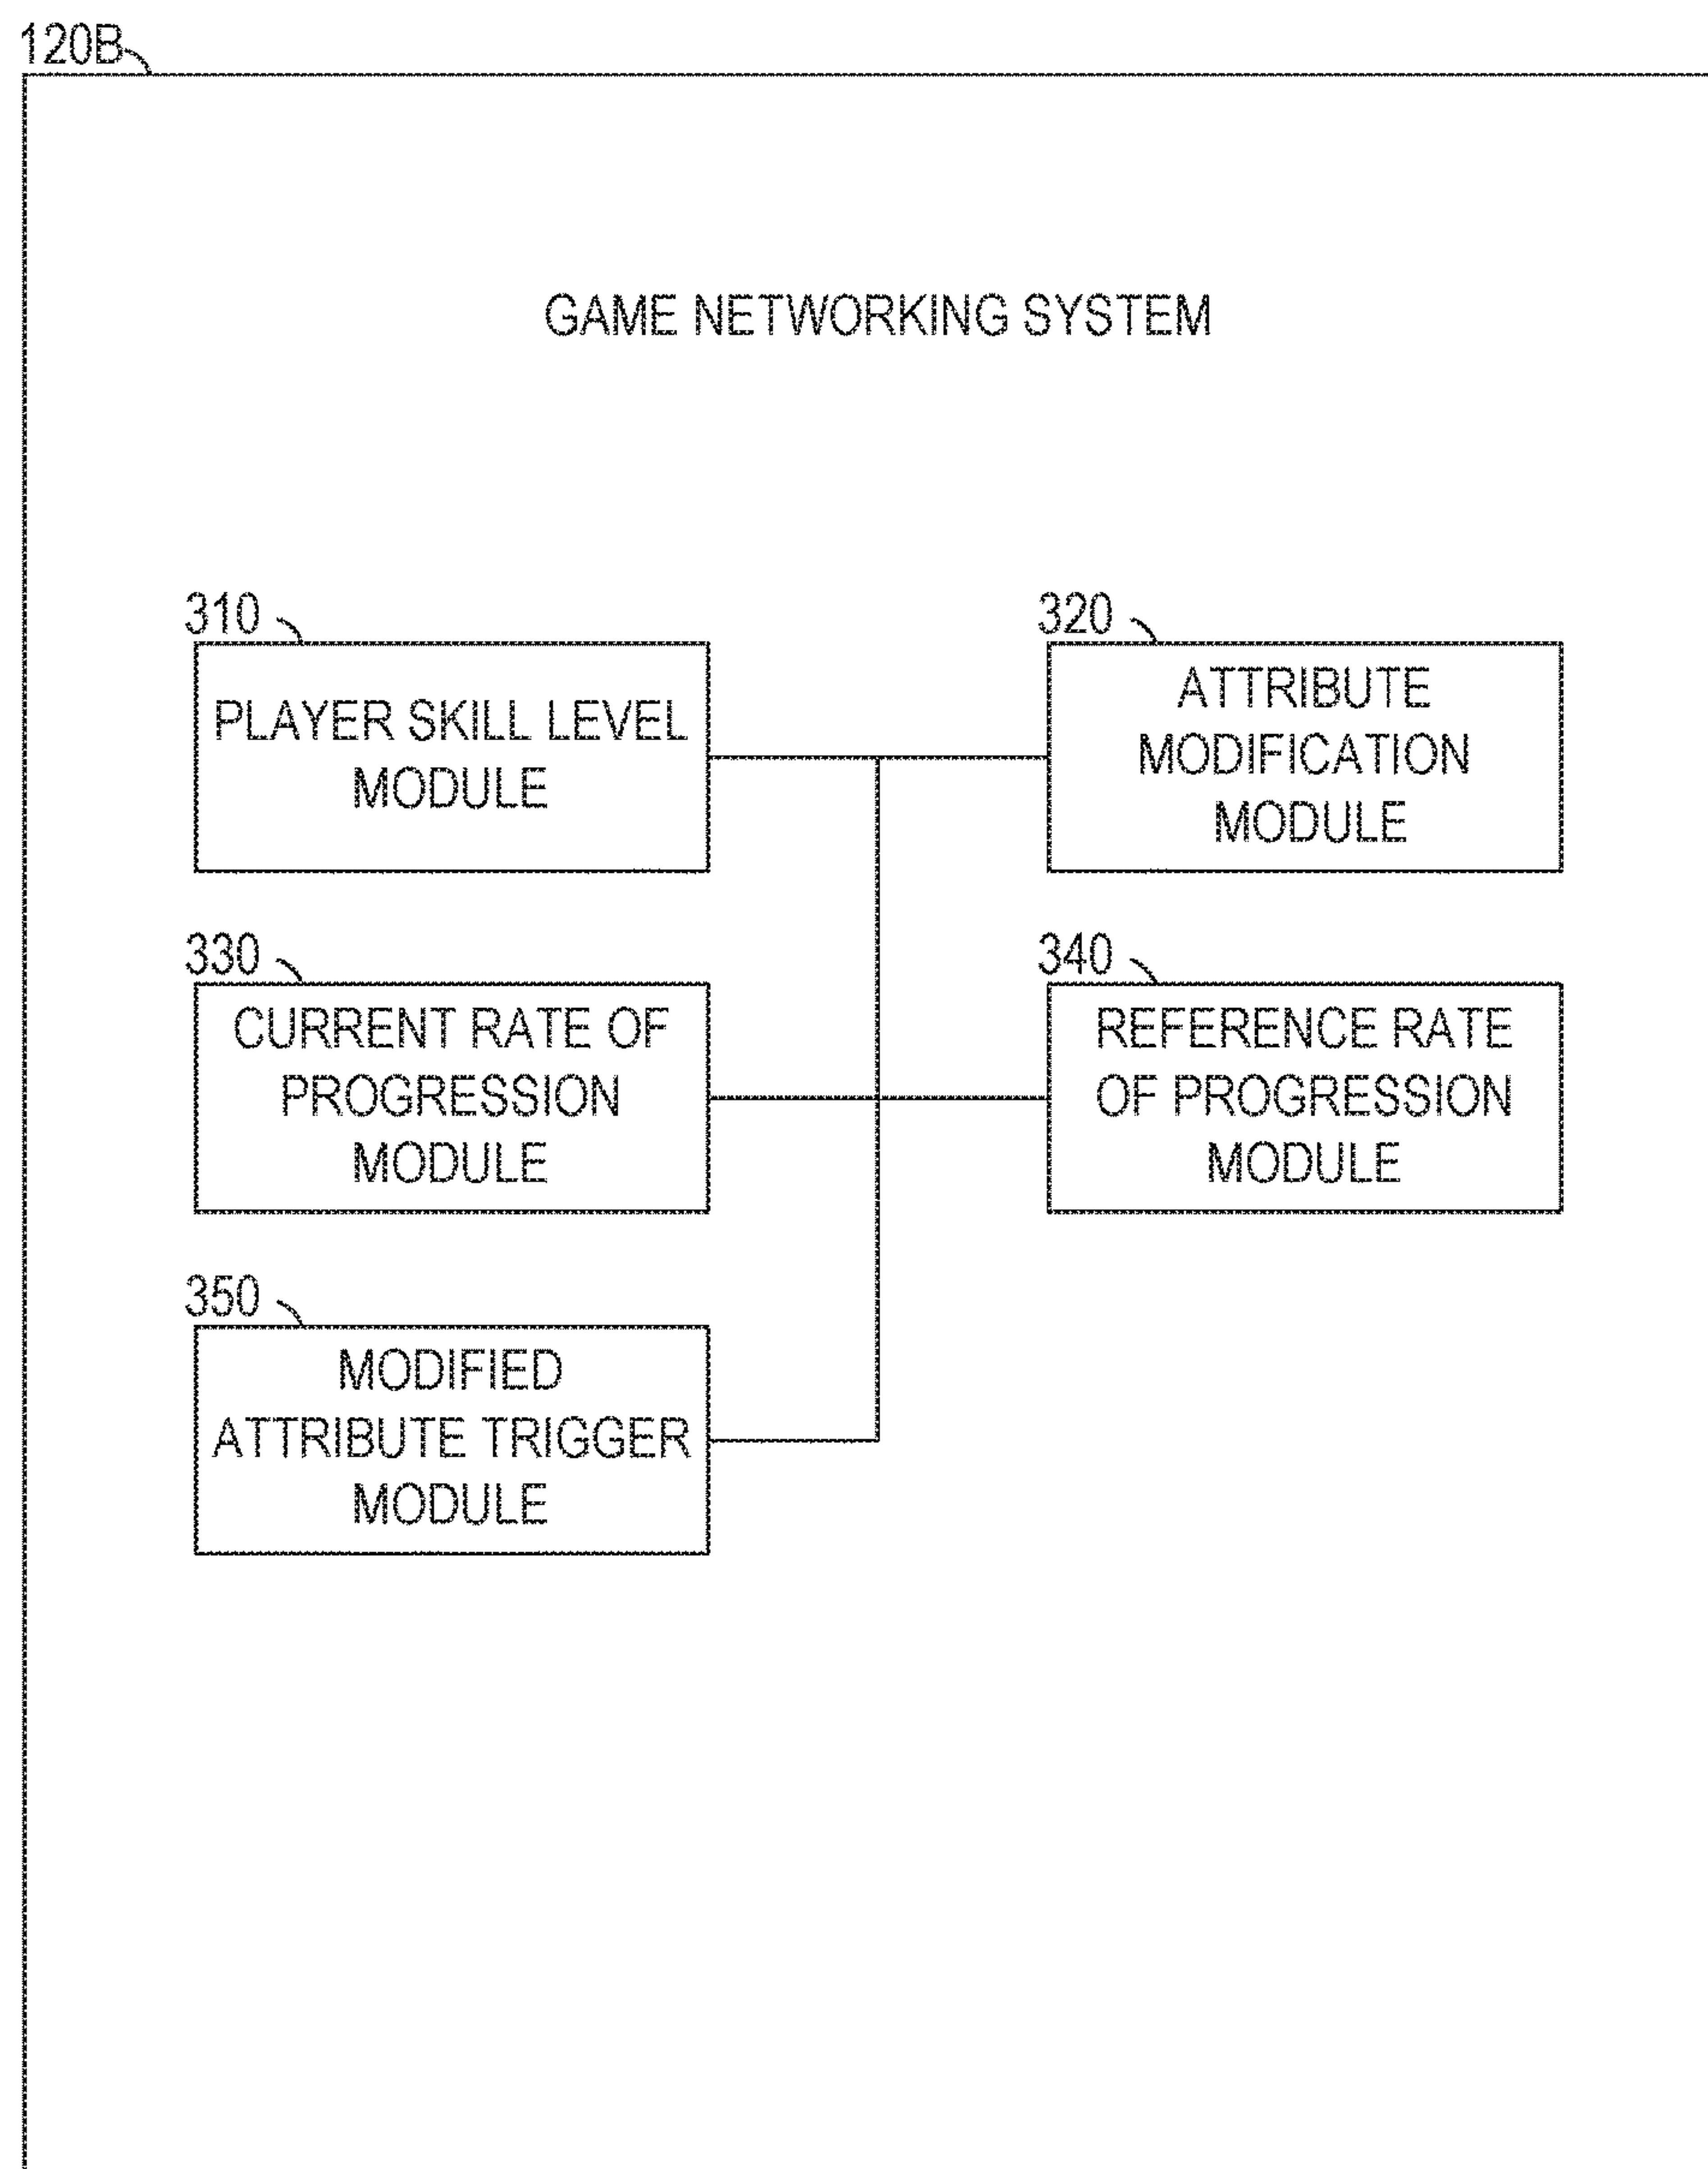 120B
GAME NETWORKING SYSTEM
310
PLAYER SKILL LEVEL
MODULE
320
ATTRIBUTE
MODIFICATION
MODULE
330
CURRENT RATE OF
PROGRESSION
MODULE
340
REFERENCE RATE
OF PROGRESSION
MODULE
350
MODIFIED
ATTRIBUTE TRIGGER
MODULE